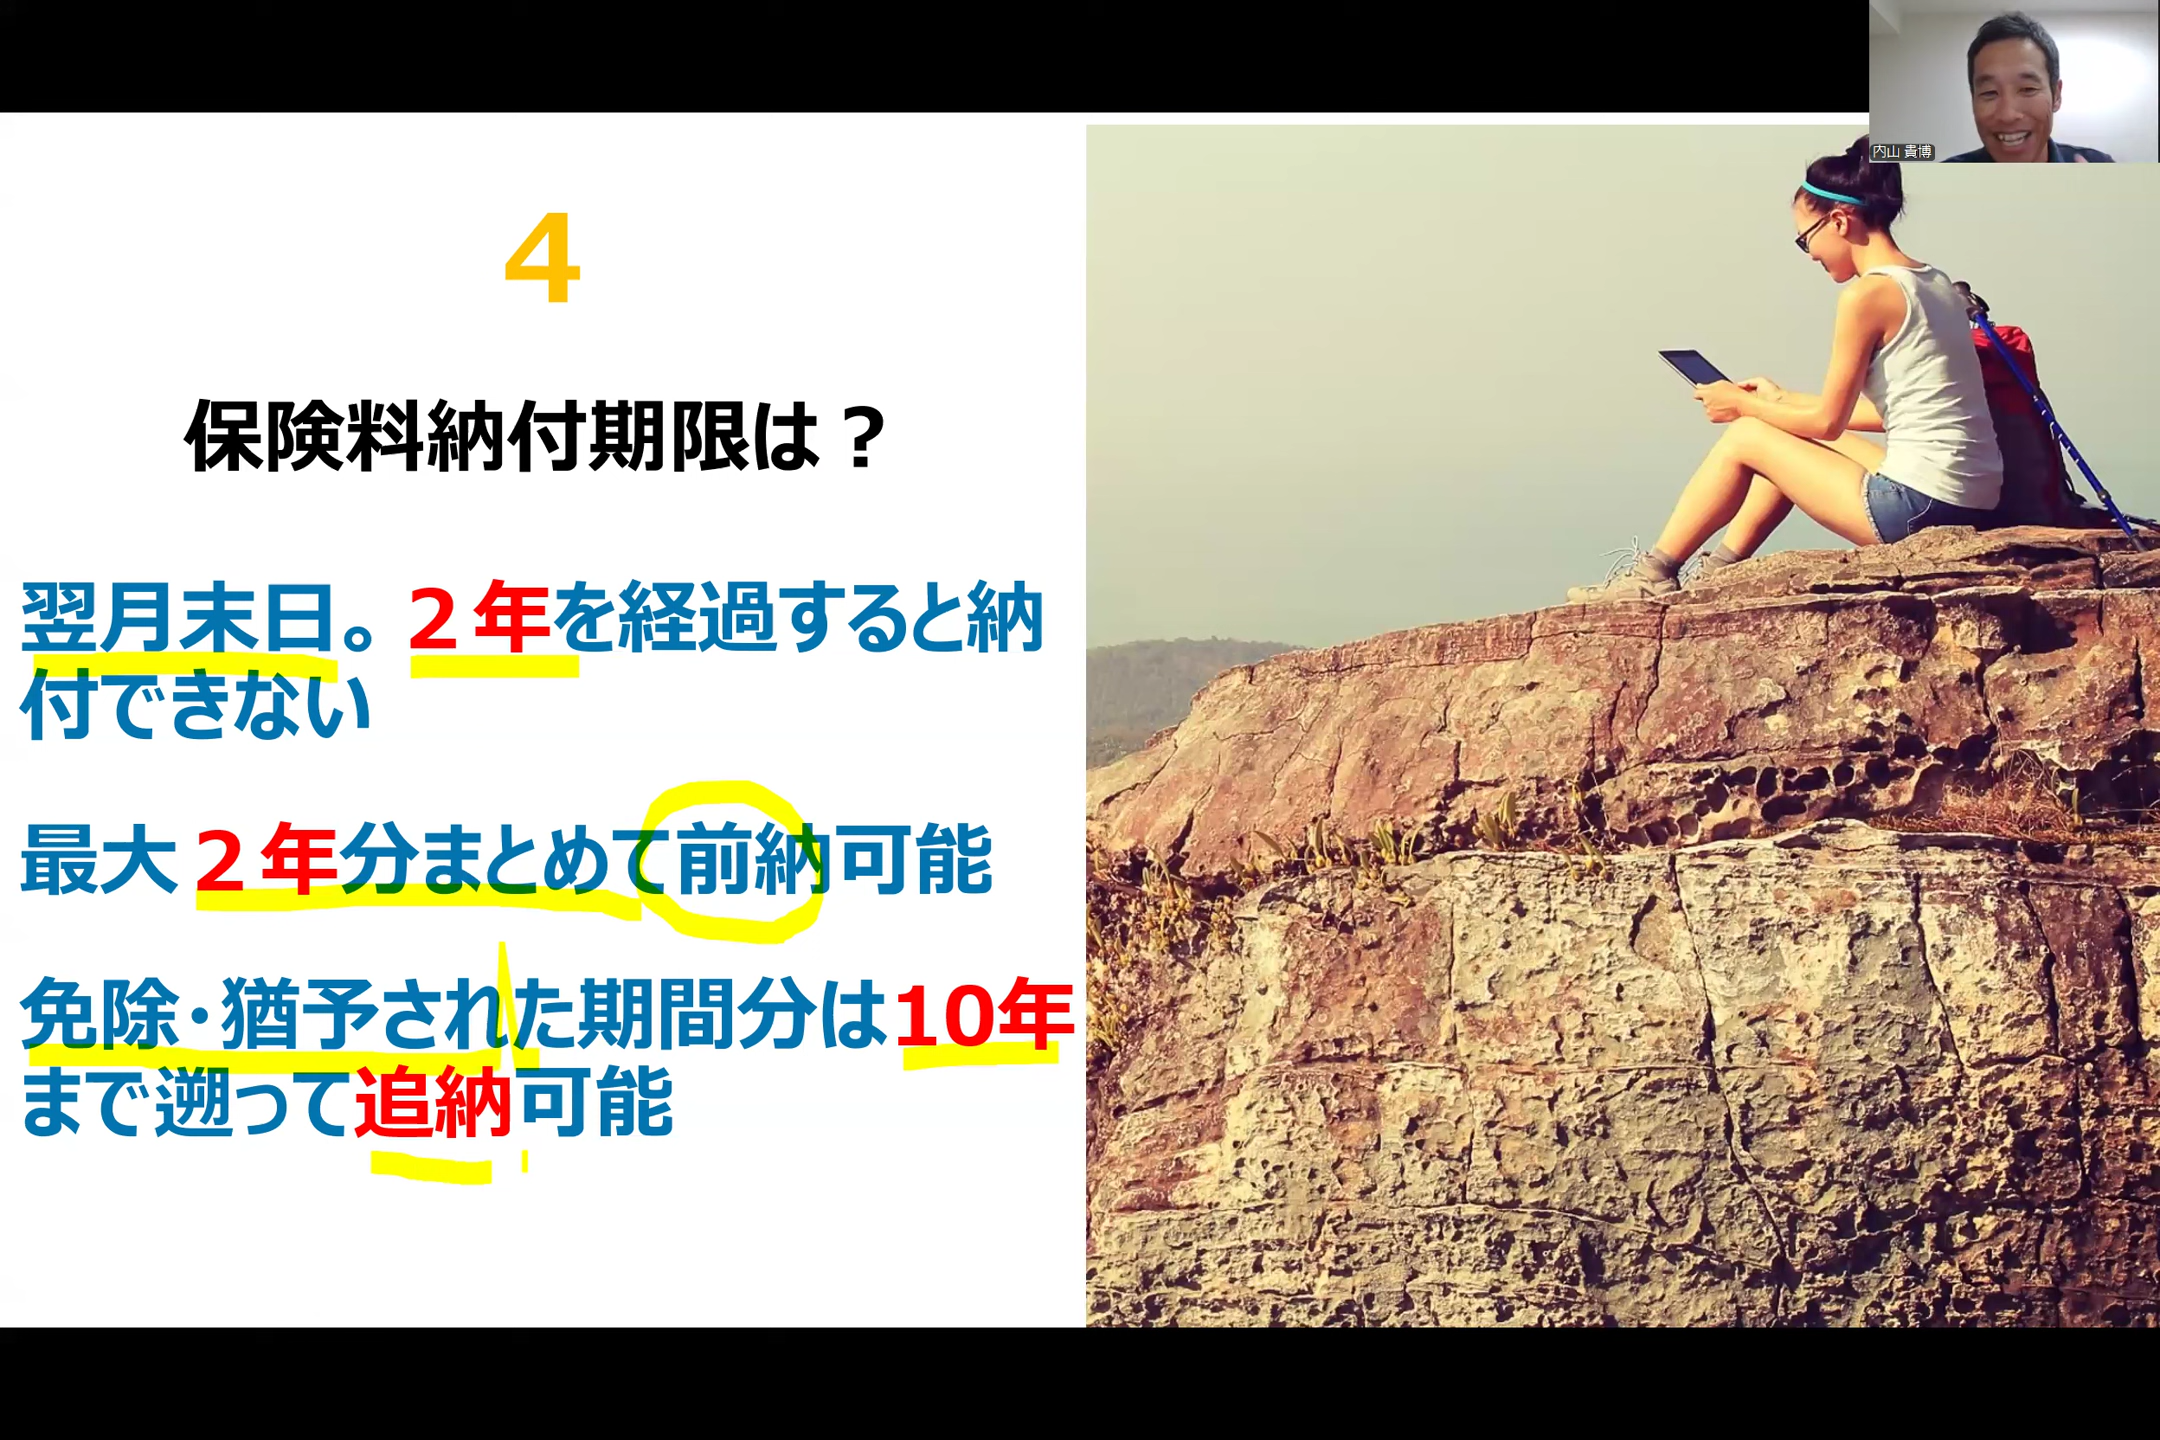 内山 貴博
4
保険料納付期限は？
翌月末日。２年を経過すると納
付できない
最大２年分まとめて前納可能
免除・猶予された期間分は10年
まで遡って追納可能